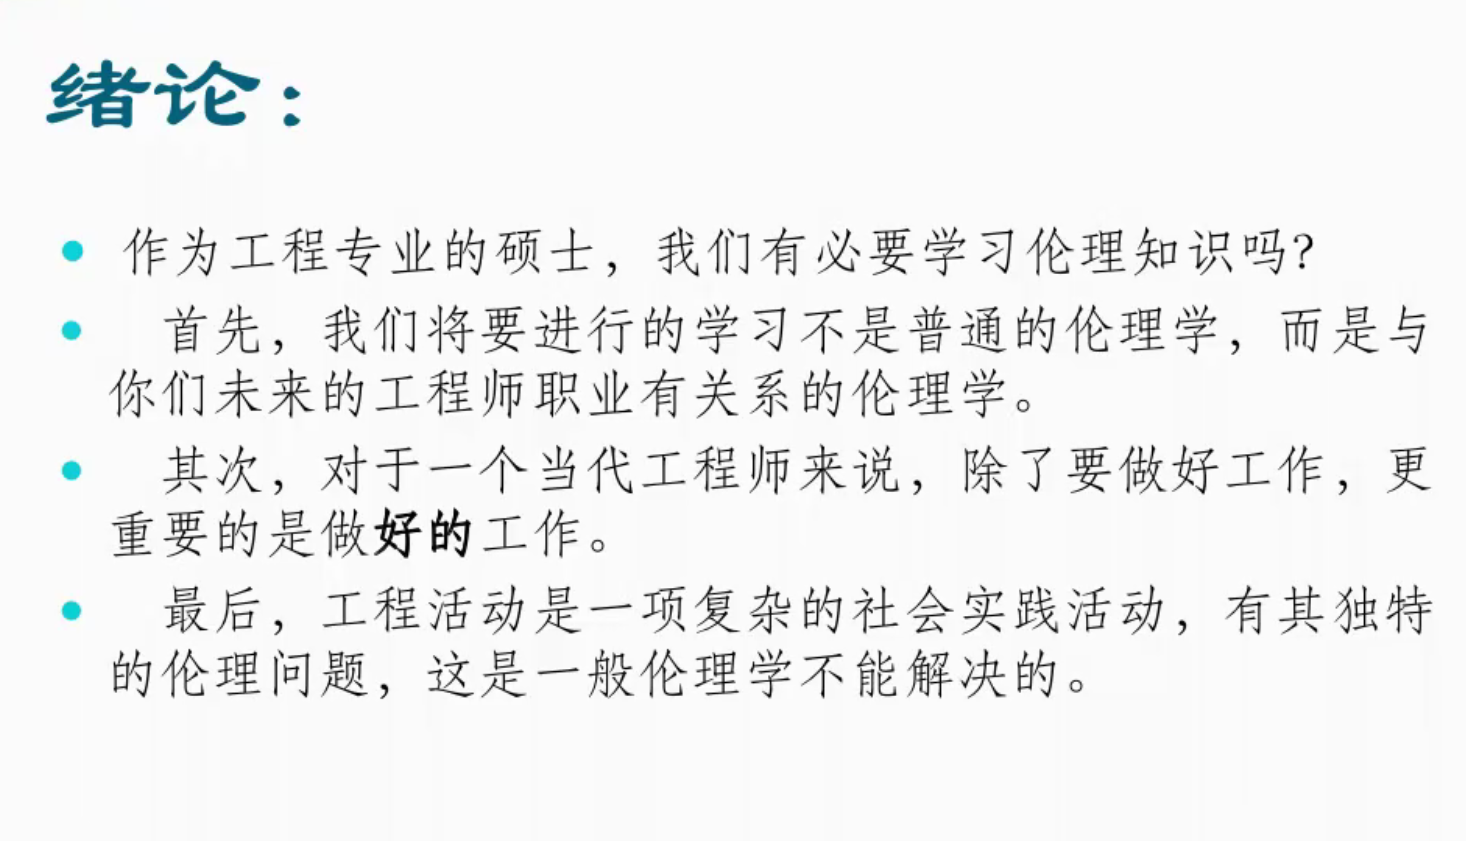 绪论：
• 作为工程专业的硕士，我们有必要学习伦理知识吗?
• 首先，我们将要进行的学习不是普通的伦理学，而是与
你们未来的工程师职业有关系的伦理学。
• 其次，对于一个当代工程师来说，除了要做好工作，更
重要的是做好的工作。
• 最后，工程活动是一项复杂的社会实践活动，有其独特
的伦理问题，这是一般伦理学不能解决的。